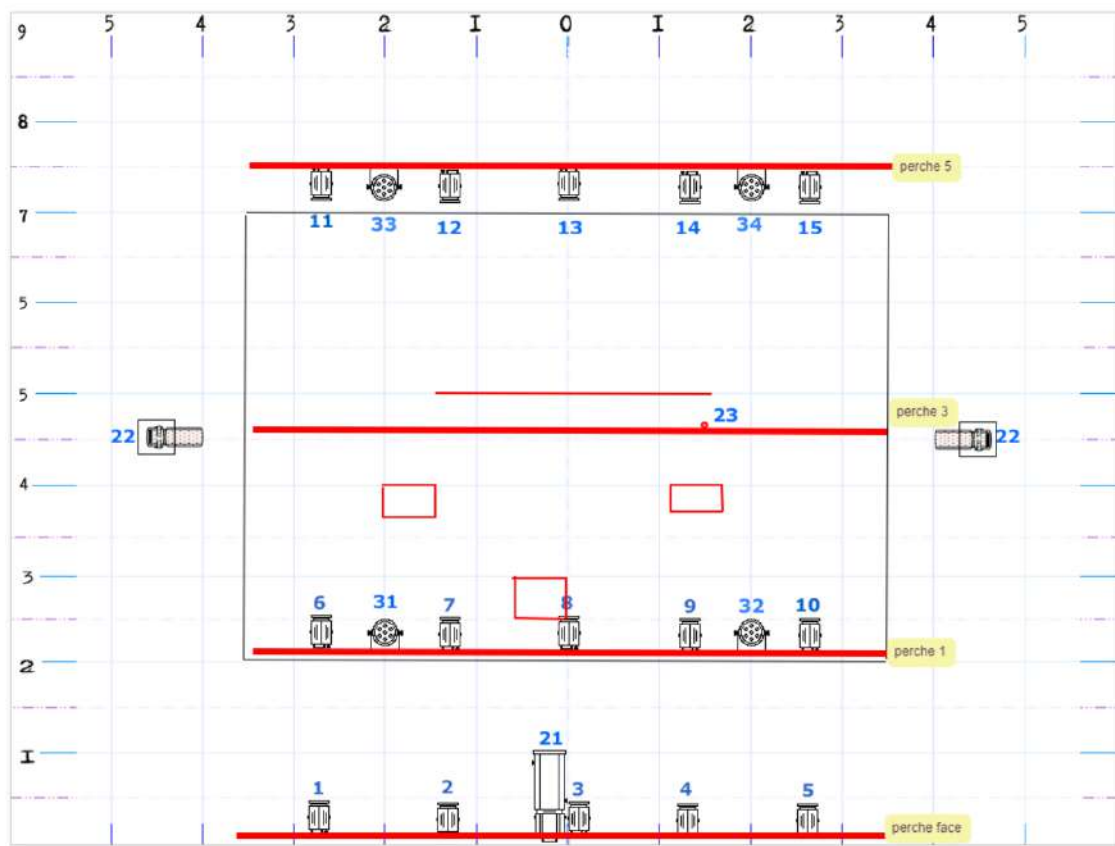 9 5 4 3 2 I 0 I 2 3 4 5
8
perche 5
7
11 33 12 13 14 34 15
5
5
perche 3
23
22 22
4
3
6 31 7 8 9 32 10
perche 1
2
21
I
1 2 3 4 5
perche face